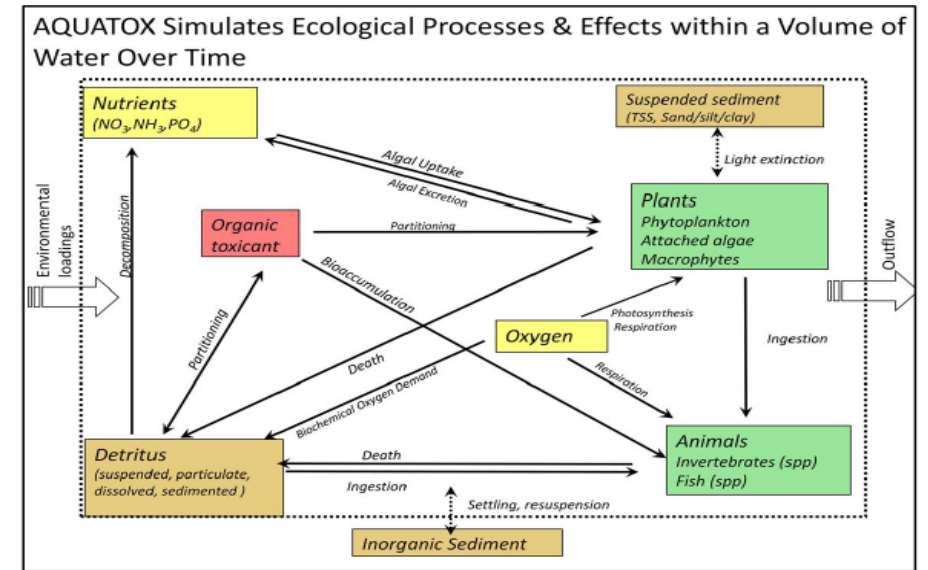 AQUATOX Simulates Ecological Processes & Effects within a Volume of
Water Over Time
Nutrients
(NO3,NH3,PO4)
Suspended sediment
(TSS, Sand/silt/clay)
Light extinction
Algal Uptake
Algal Excretion
Plants
Phytoplankton
Attached algae
Macrophytes
Organic
toxicant
Partitioning
Environmental
loadings
Decomposition
Outflow
Bioaccumulation
Photosynthesis
Respiration
Oxygen
Ingestion
Partitioning
Death
Biochemical Oxygen Demand
Respiration
Detritus
(suspended, particulate,
dissolved, sedimented )
Death
Ingestion
Animals
Invertebrates (spp)
Fish (spp)
Settling, resuspension
Inorganic Sediment